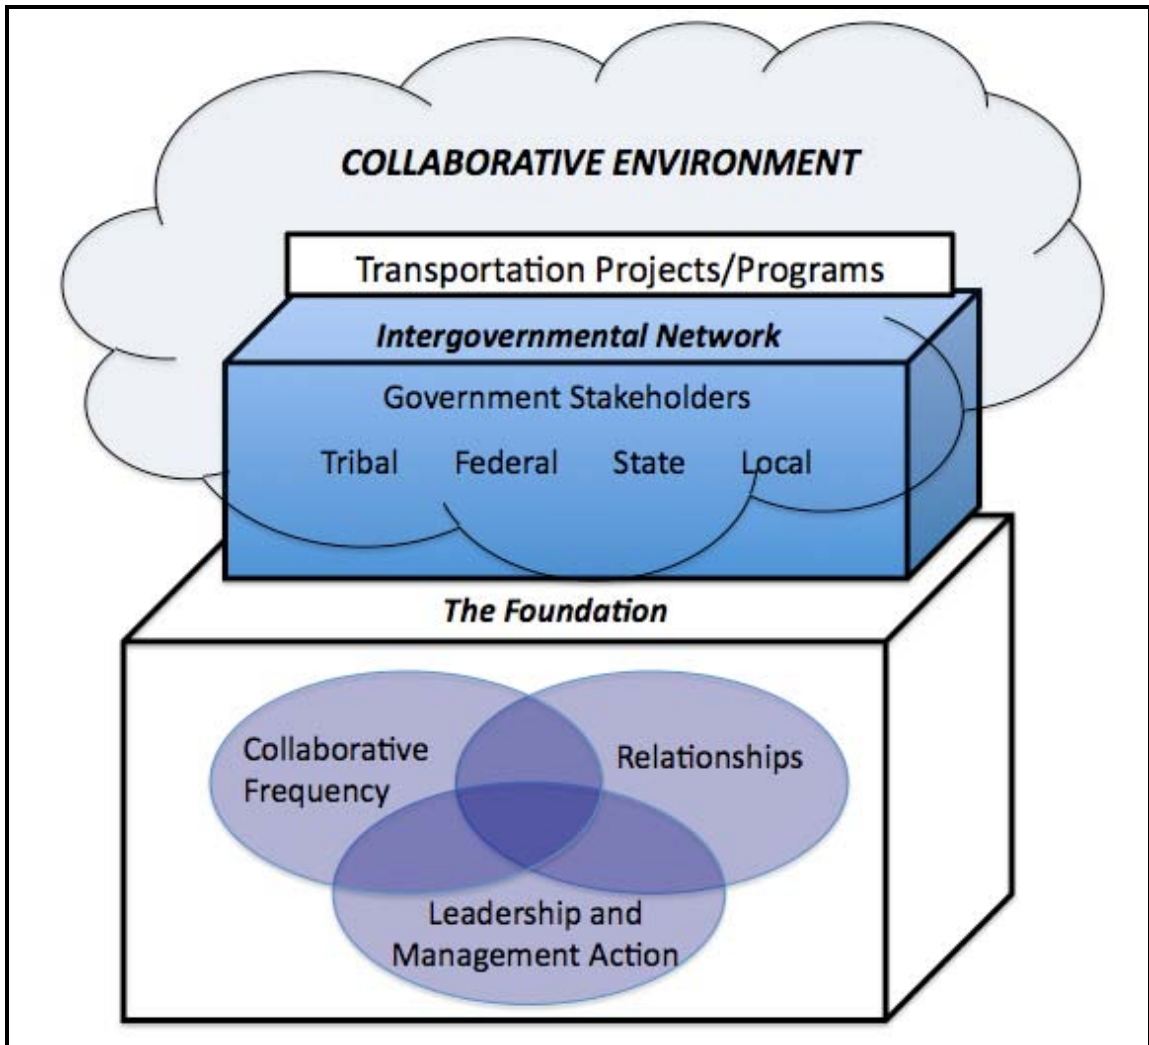 COLLABORATIVE ENVIRONMENT
Transportation Projects/Programs
Intergovernmental Network
Government Stakeholders
Tribal Federal State Local
The Foundation
Collaborative
Frequency
Relationships
Leadership and
Management Action